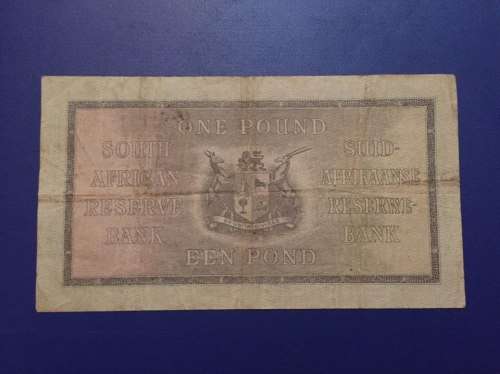 ONE POUND
SOUTH
AFRICAN
RESERVE
BANK
SUID-
AFRIKAANSE
RESERWE-
BANK
EEN POND